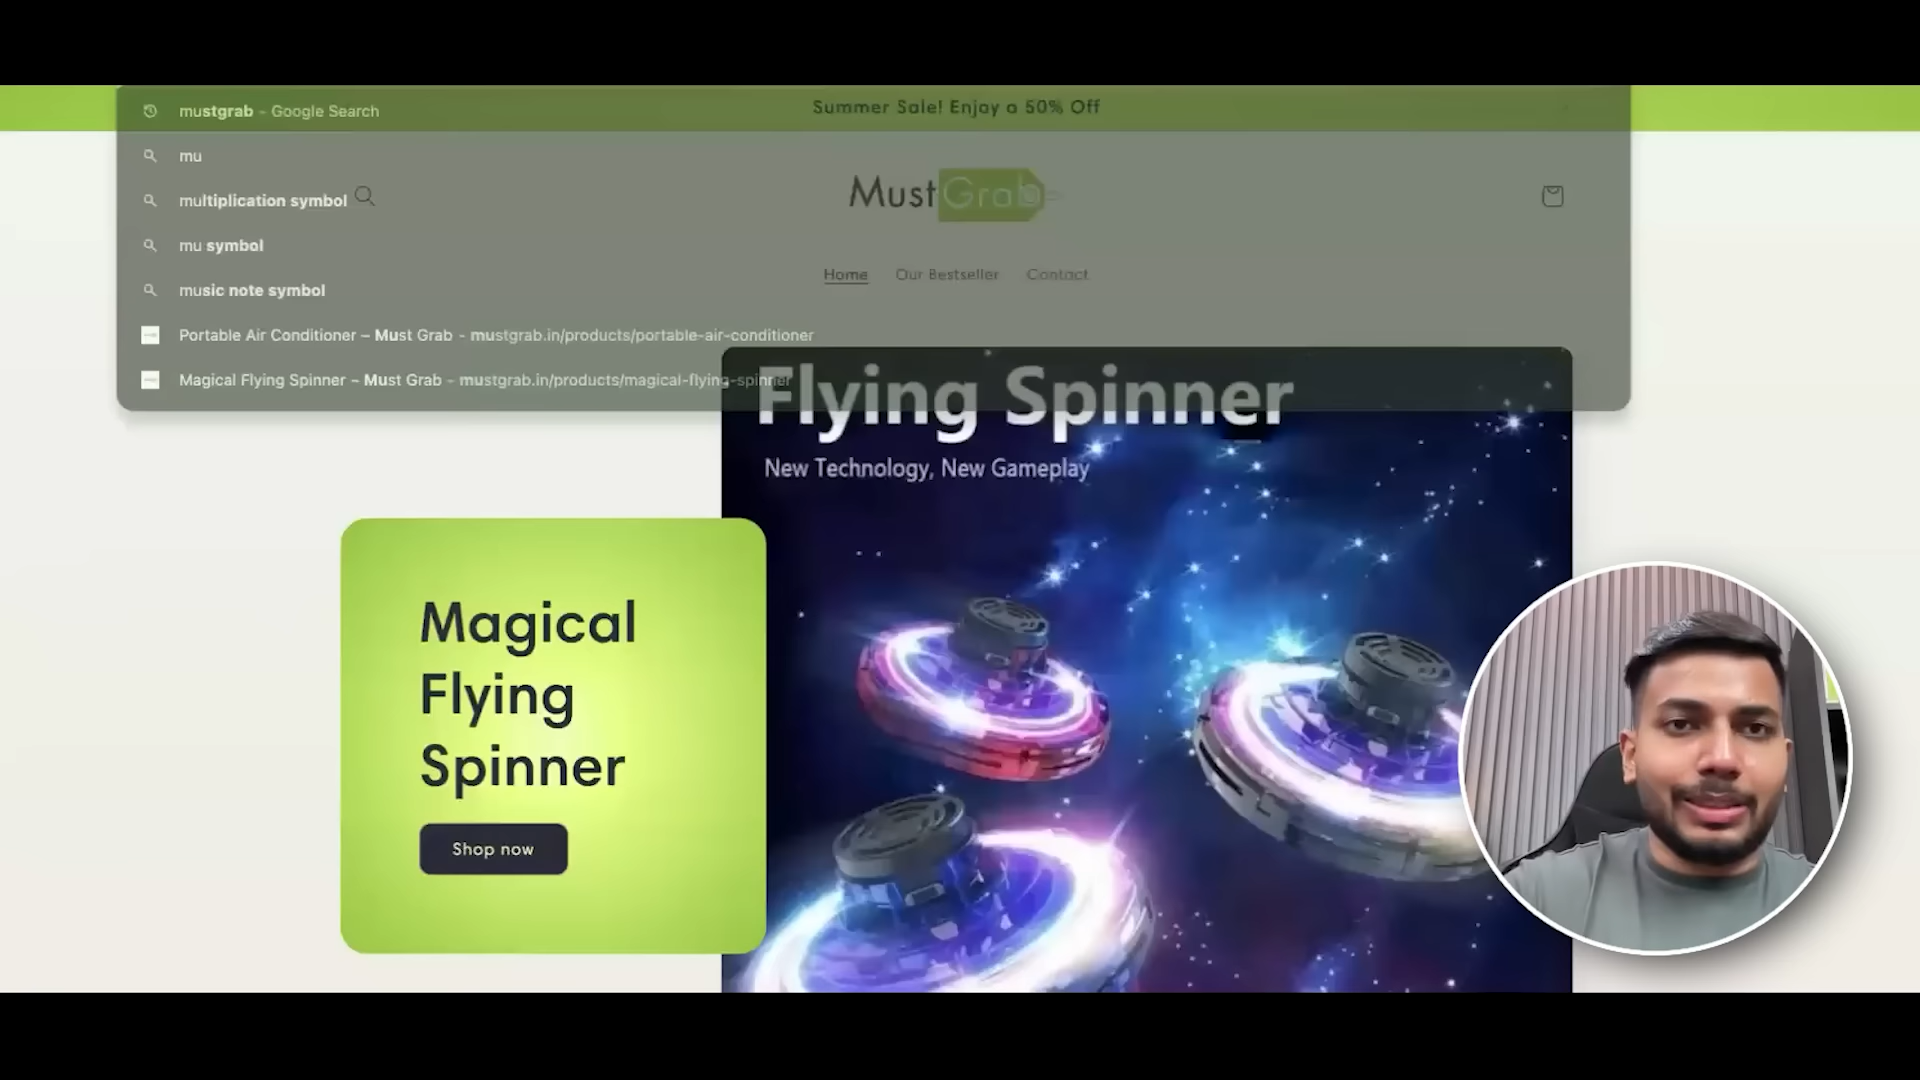 mustgrab – Google Search
Summer Sale! Enjoy a 50% Off
mu
multiplication symbol
Must Grab
mu symbol
Home Our Bestseller Contact
music note symbol
Portable Air Conditioner – Must Grab - mustgrab.in/products/portable-air-conditioner
Magical Flying Spinner – Must Grab - mustgrab.in/products/magical-flying-spinner
Flying Spinner
New Technology, New Gameplay
Magical
Flying
Spinner
Shop now